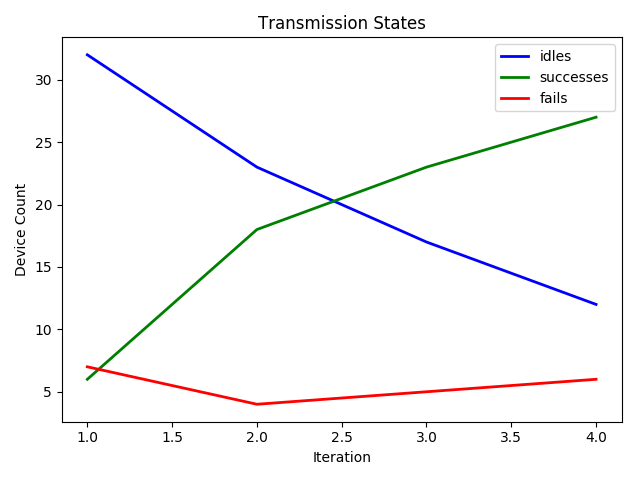 Transmission States
idles
successes
fails
Device Count
30
25
20
15
10
5
1.0 1.5 2.0 2.5 3.0 3.5 4.0
Iteration